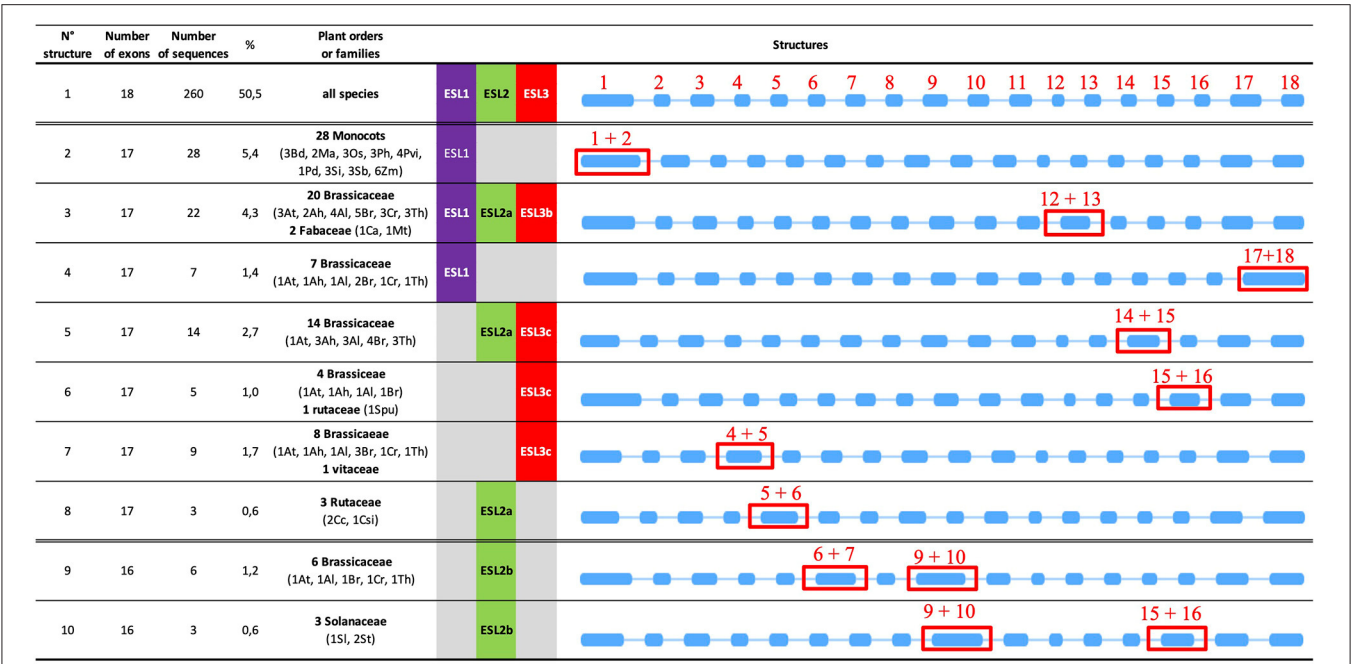 N° structure Number of exons Number of sequences % Plant orders or families Structures
1 18 260 50,5 all species ESL1 ESL2 ESL3 1 2 3 4 5 6 7 8 9 10 11 12 13 14 15 16 17 18
28 Monocots
1 + 2
2 17 28 5,4 (3Bd, 2Ma, 3Os, 3Ph, 4Pvi, ESL1
1Pd, 3Si, 3Sb, 6Zm)
20 Brassicaceae
12 + 13
3 17 22 4,3 (3At, 2Ah, 4Al, 5Br, 3Cr, 3Th) ESL1 ESL2a ESL3b
2 Fabaceae (1Ca, 1Mt)
17+18
4 17 7 1,4 7 Brassicaceae ESL1
(1At, 1Ah, 1Al, 2Br, 1Cr, 1Th)
14 + 15
5 17 14 2,7 14 Brassicaceae ESL2a ESL3c
(1At, 3Ah, 3Al, 4Br, 3Th)
4 Brassiceae
15 + 16
6 17 5 1,0 (1At, 1Ah, 1Al, 1Br) ESL3c
1 rutaceae (1Spu)
8 Brassicaeae
4 + 5
7 17 9 1,7 (1At, 1Ah, 1Al, 3Br, 1Cr, 1Th) ESL3c
1 vitaceae
5 + 6
8 17 3 0,6 3 Rutaceae ESL2a
(2Cc, 1Csi)
6 + 7 9 + 10
9 16 6 1,2 6 Brassicaceae ESL2b
(1At, 1Al, 1Br, 1Cr, 1Th)
9 + 10 15 + 16
10 16 3 0,6 3 Solanaceae ESL2b
(1Sl, 2St)